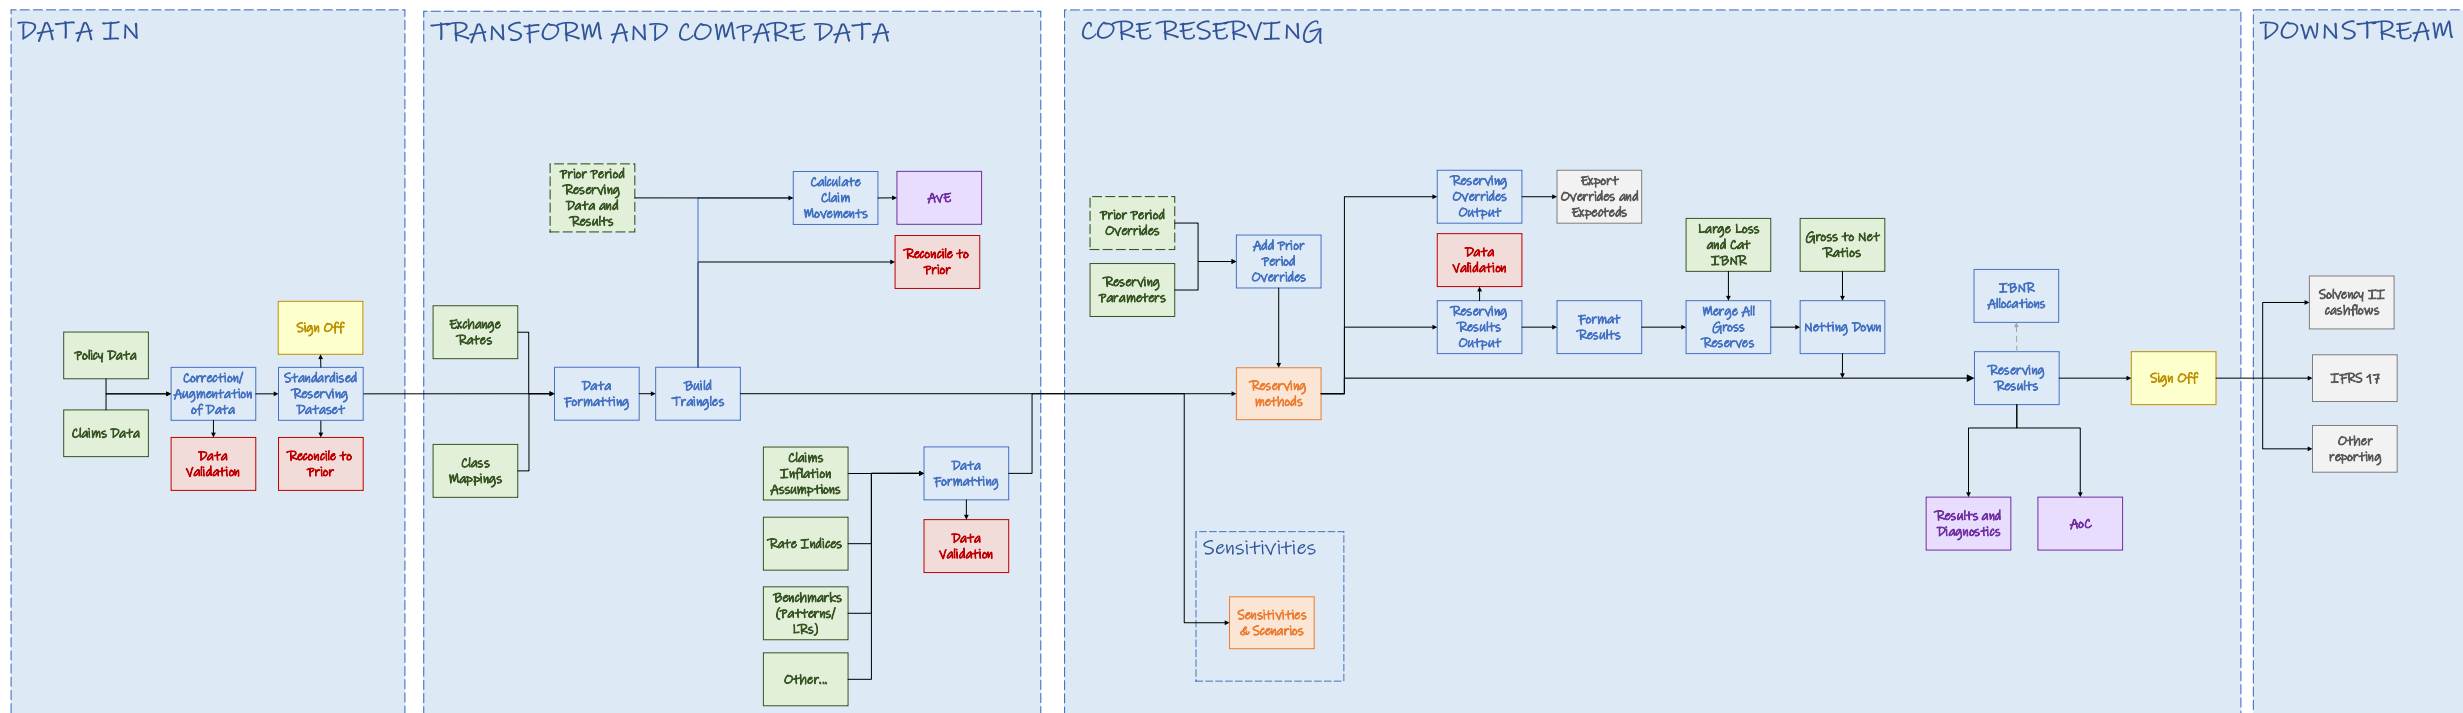 DATA IN
Policy Data
Claims Data
Correction/
Augmentation
of Data
Data
Validation
Sign Off
Standardised
Reserving
Dataset
Reconcile to
Prior
TRANSFORM AND COMPARE DATA
Prior Period
Reserving
Data and
Results
Calculate
Claim
Movements
AvE
Reconcile to
Prior
Exchange
Rates
Class
Mappings
Data
Formatting
Build
Traingles
Claims
Inflation
Assumptions
Rate Indices
Benchmarks
(Patterns/
LRs)
Other...
Data
Formatting
Data
Validation
CORE RESERVING
Prior Period
Overrides
Reserving
Parameters
Add Prior
Period
Overrides
Reserving
methods
Sensitivities
Sensitivities
& Scenarios
Reserving
Overrides
Output
Export
Overrides and
Expecteds
Data
Validation
Reserving
Results
Output
Format
Results
Large Loss
and Cat
IBNR
Merge All
Gross
Reserves
Gross to Net
Ratios
Netting Down
IBNR
Allocations
Reserving
Results
Sign Off
Results and
Diagnostics
AoC
DOWNSTREAM
Solvency II
cashflows
IFRS 17
Other
reporting